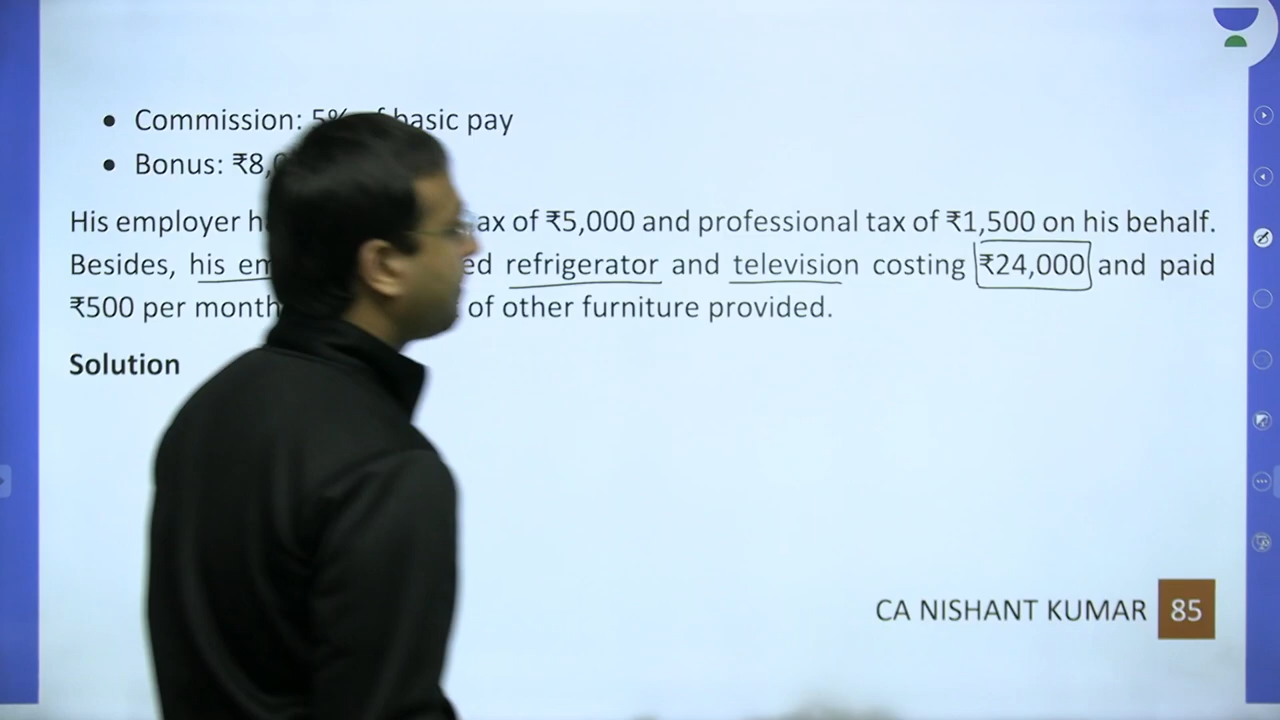 • Commission: 5% of basic pay
• Bonus: ₹8,0
His employer ax of ₹5,000 and professional tax of ₹1,500 on his behalf.
Besides, his refrigerator and television costing ₹24,000 and paid
₹500 per month of other furniture provided.
Solution
CA NISHANT KUMAR 85